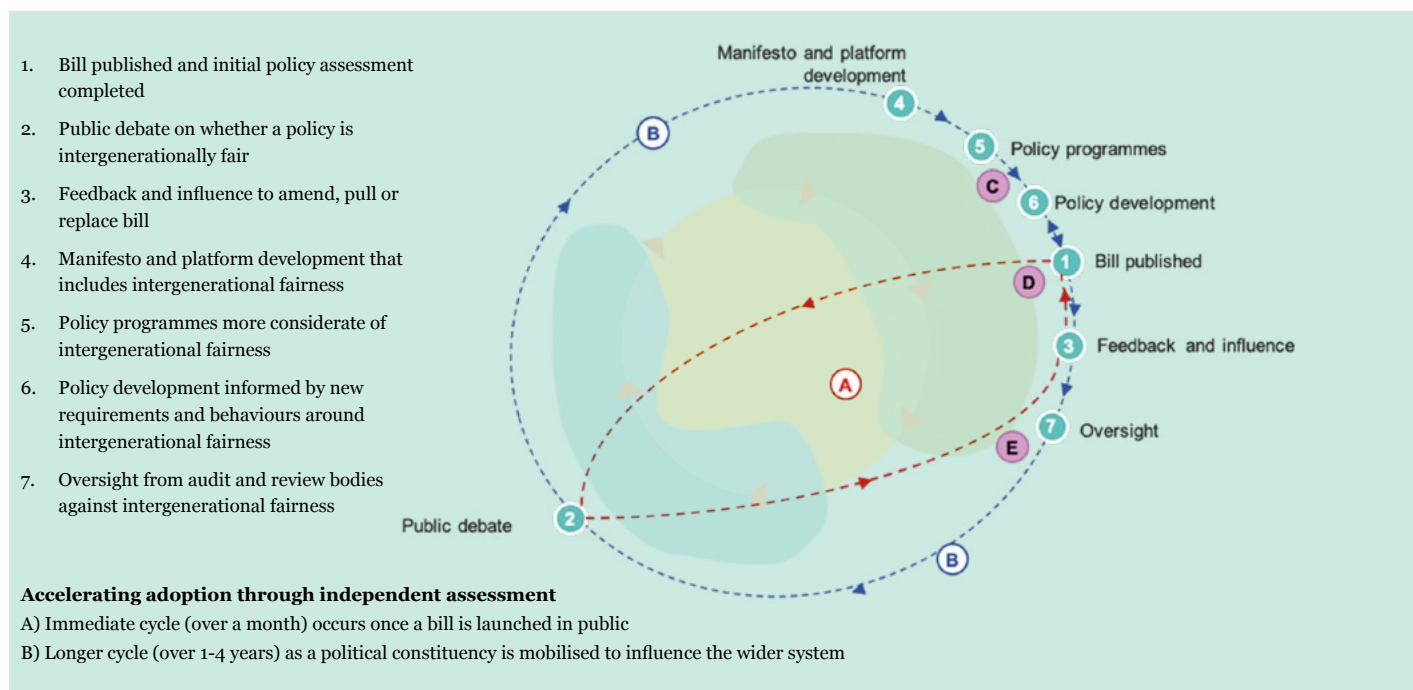 1. Bill published and initial policy assessment
completed
2. Public debate on whether a policy is
intergenerationally fair
3. Feedback and influence to amend, pull or
replace bill
4. Manifesto and platform development that
includes intergenerational fairness
5. Policy programmes more considerate of
intergenerational fairness
6. Policy development informed by new
requirements and behaviours around
intergenerational fairness
7. Oversight from audit and review bodies
against intergenerational fairness
Manifesto and platform
development
4
B
5
Policy programmes
C
6
Policy development
1
Bill published
D
3
Feedback and influence
A
7
Oversight
E
Public debate
2
B
Accelerating adoption through independent assessment
A) Immediate cycle (over a month) occurs once a bill is launched in public
B) Longer cycle (over 1-4 years) as a political constituency is mobilised to influence the wider system